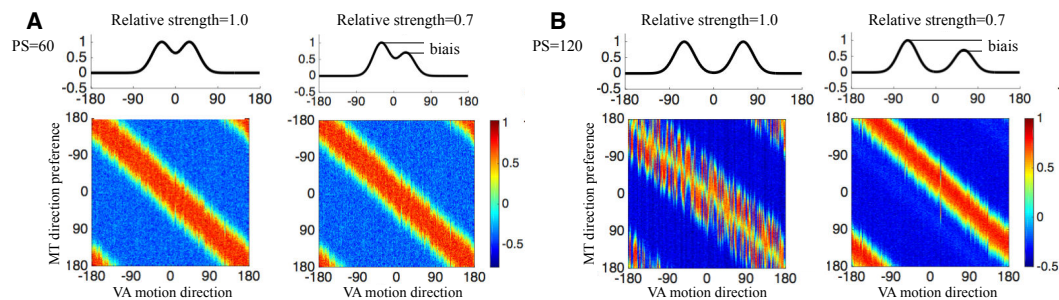 A
Relative strength=1.0
Relative strength=0.7
PS=60
1
0.5
0
-0.5
-180 -90 0 90 180
1
0.5
0
-0.5
biais
-180 -90 0 90 180
MT direction preference
180
-90
0
90
180
-180 -90 0 90 180
VA motion direction
180
-90
0
90
180
-180 -90 0 90 180
VA motion direction
1
0.5
0
-0.5
B
Relative strength=1.0
Relative strength=0.7
PS=120
1
0.5
0
-0.5
-180 -90 0 90 180
1
0.5
0
-0.5
biais
-180 -90 0 90 180
MT direction preference
180
-90
0
90
180
-180 -90 0 90 180
VA motion direction
180
-90
0
90
180
-180 -90 0 90 180
VA motion direction
1
0.5
0
-0.5